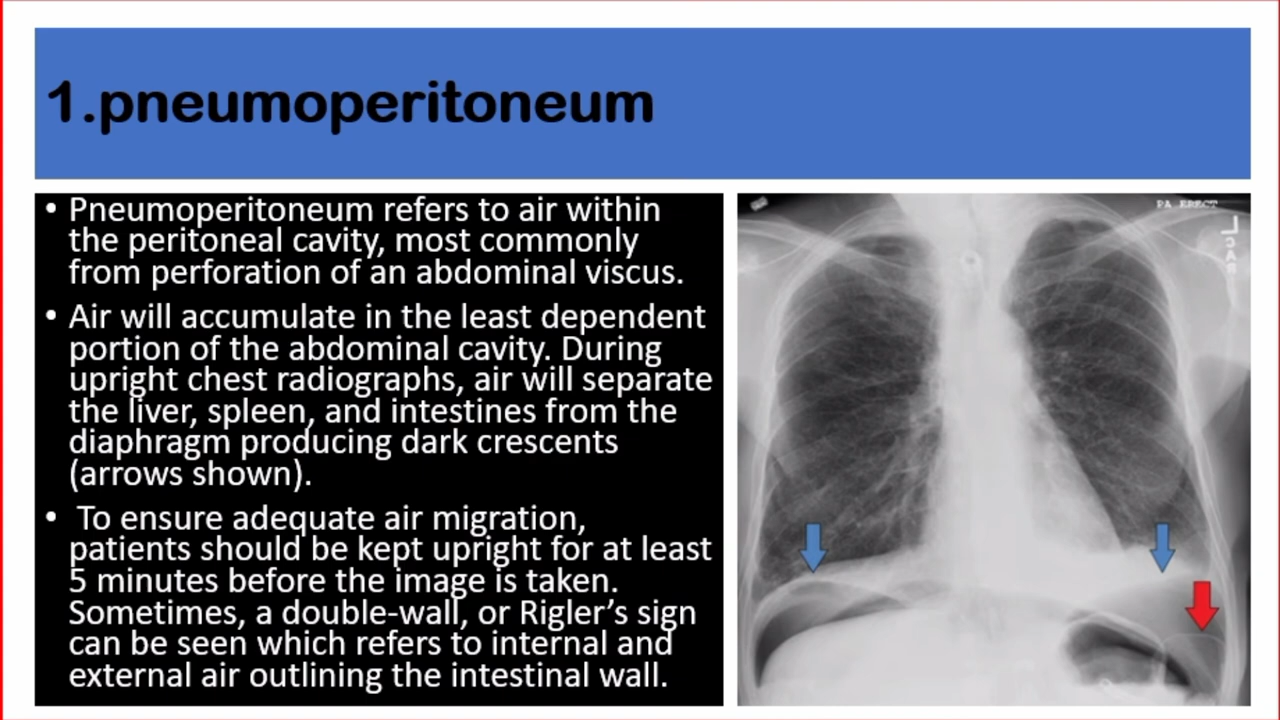 1.pneumoperitoneum
• Pneumoperitoneum refers to air within
the peritoneal cavity, most commonly
from perforation of an abdominal viscus.
• Air will accumulate in the least dependent
portion of the abdominal cavity. During
upright chest radiographs, air will separate
the liver, spleen, and intestines from the
diaphragm producing dark crescents
(arrows shown).
• To ensure adequate air migration,
patients should be kept upright for at least
5 minutes before the image is taken.
Sometimes, a double-wall, or Rigler’s sign
can be seen which refers to internal and
external air outlining the intestinal wall.
PA ERECT
L